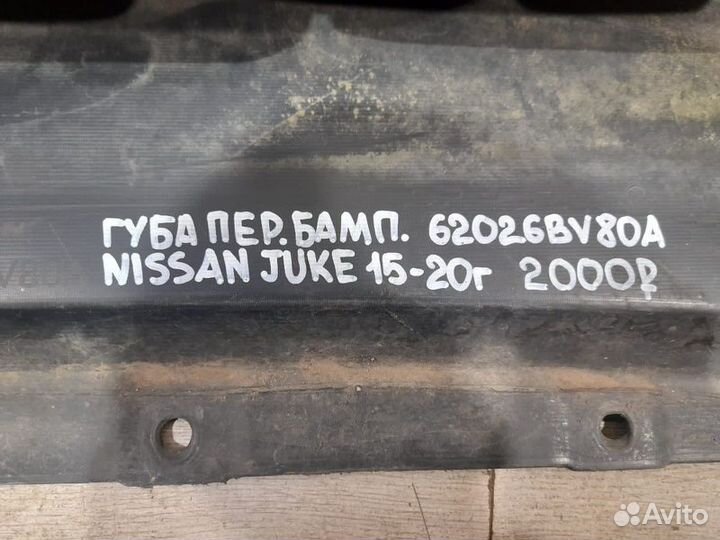 ГУБА ПЕР. БАМП. 62026BV80A
NISSAN JUKE 15-20г 2000₽
Avito